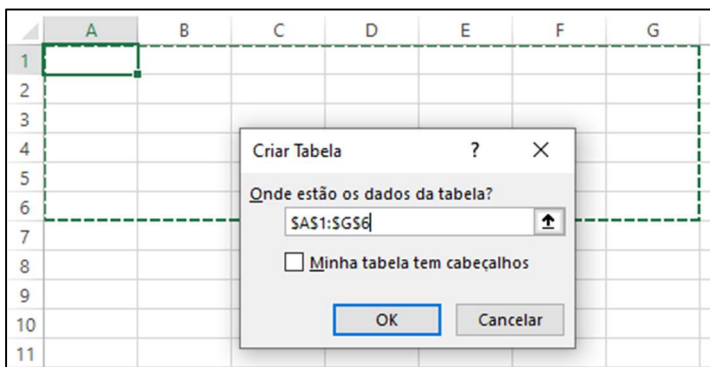 A B C D E F G
1
2
3
4
Criar Tabela ? ×
5
Onde estão os dados da tabela?
6
$A$1:$G$6
7
8
Minha tabela tem cabeçalhos
9
10
OK Cancelar
11